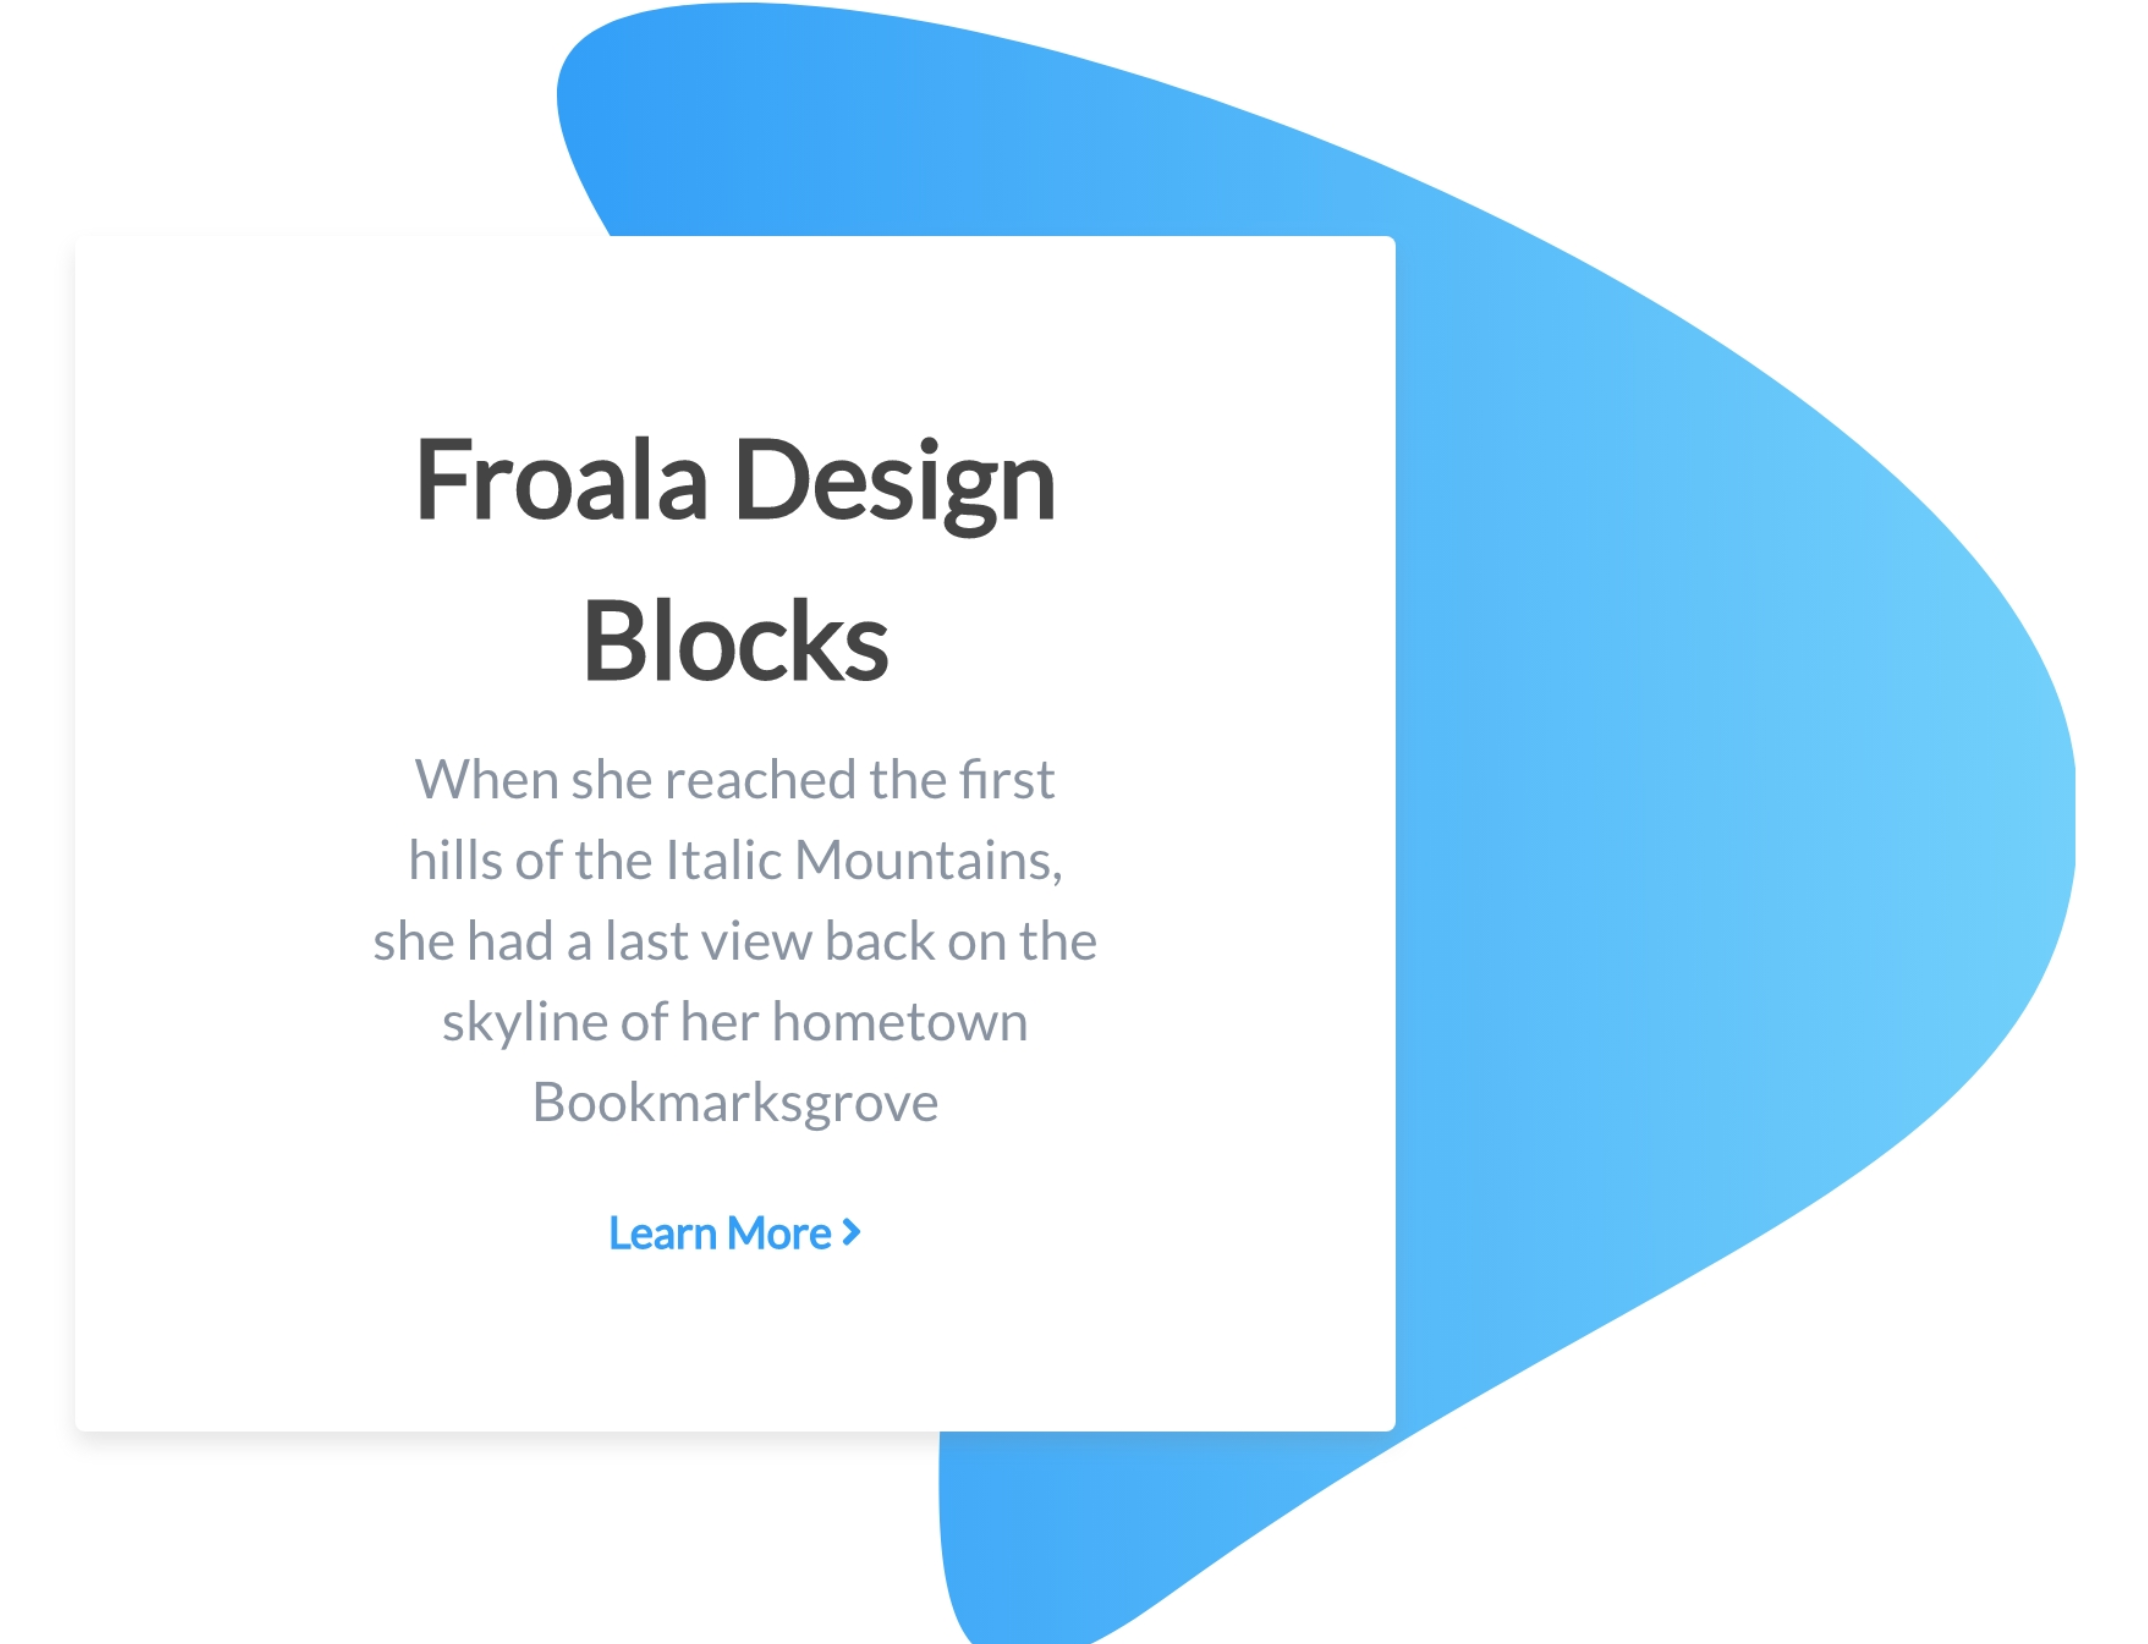 Froala Design
Blocks
When she reached the first
hills of the Italic Mountains,
she had a last view back on the
skyline of her hometown
Bookmarksgrove
Learn More